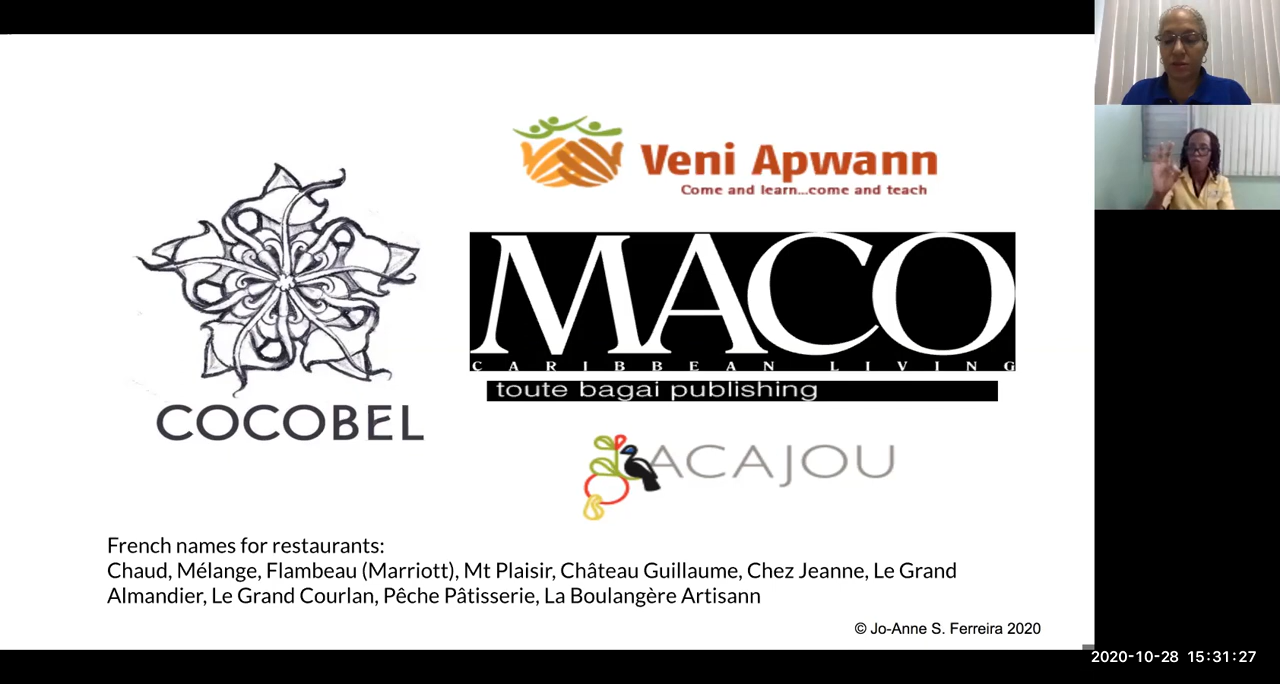 Veni Apwann
Come and learn...come and teach
COCOBEL
MACO
CARIBBEAN LIVING
toute bagai publishing
ACAJOU
French names for restaurants:
Chaud, Mélange, Flambeau (Marriott), Mt Plaisir, Château Guillaume, Chez Jeanne, Le Grand
Almandier, Le Grand Courlan, Pêche Pâtisserie, La Boulangère Artisann
© Jo-Anne S. Ferreira 2020
2020-10-28 15:31:27